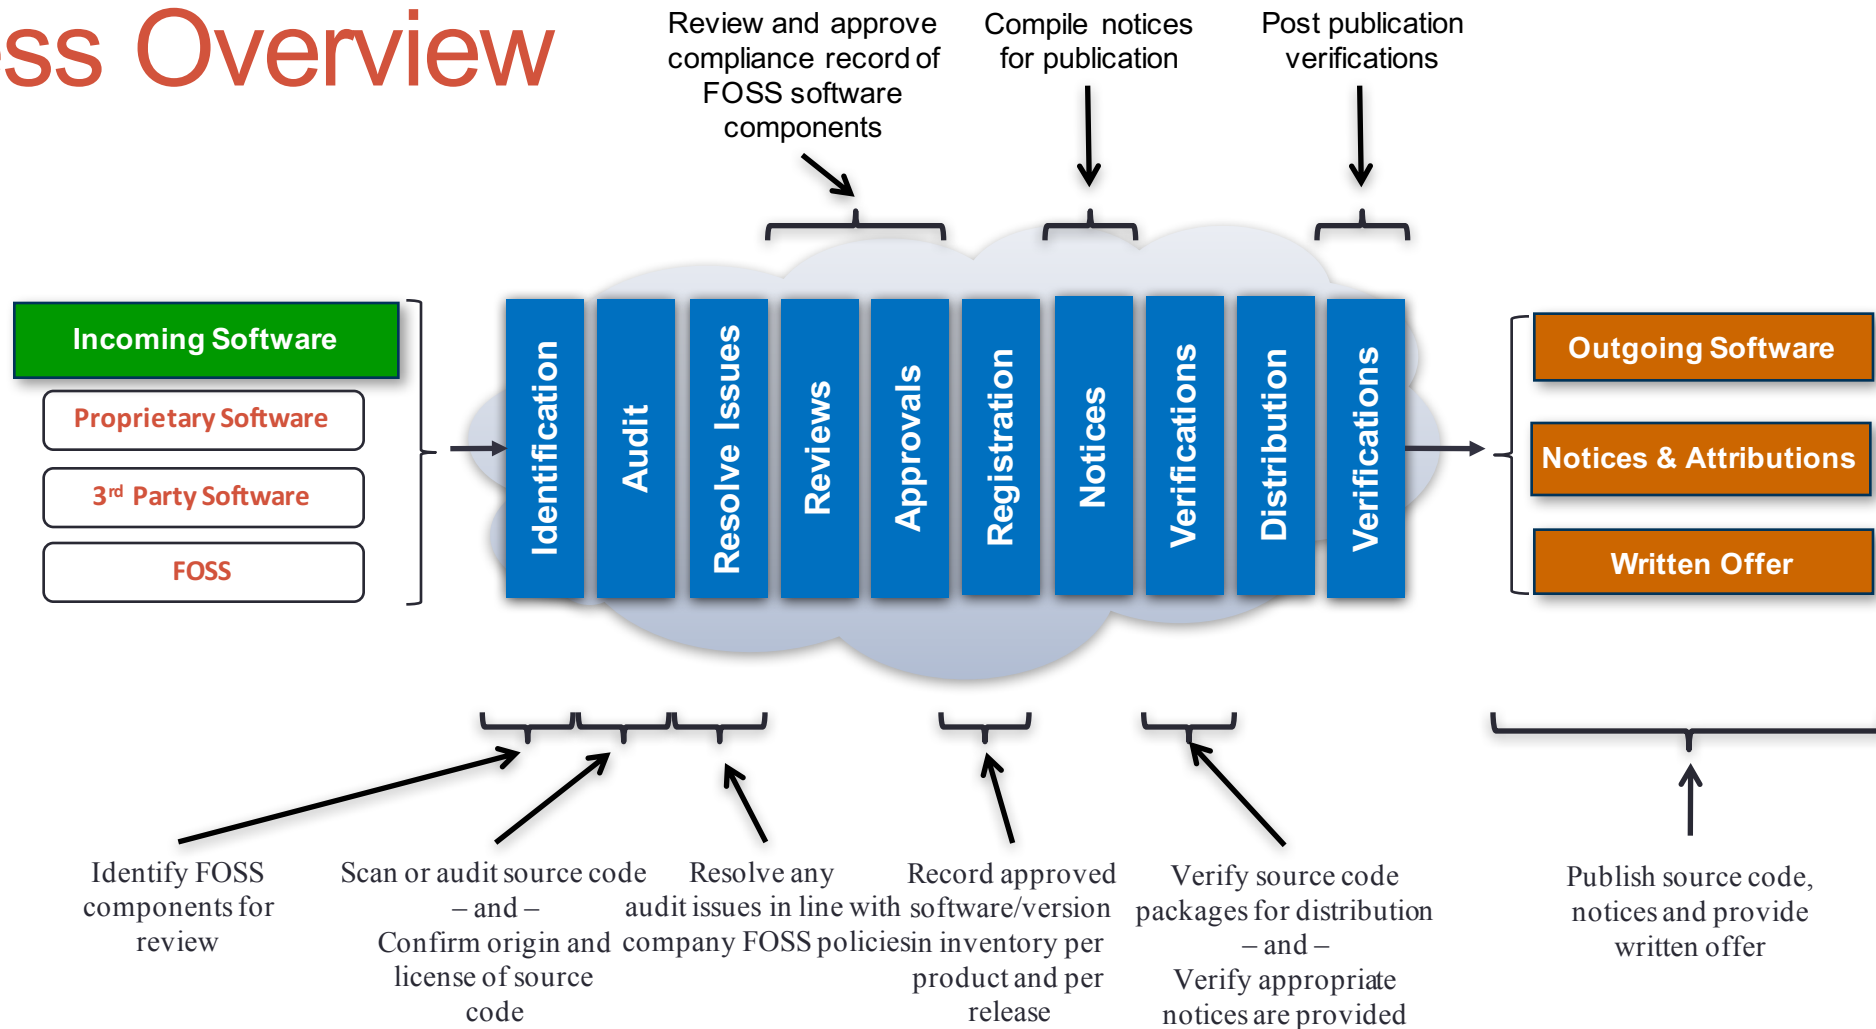 ess Overview
Review and approve
compliance record of
FOSS software
components
Compile notices
for publication
Post publication
verifications
Incoming Software
Proprietary Software
3rd Party Software
FOSS
Identification
Audit
Resolve Issues
Reviews
Approvals
Registration
Notices
Verifications
Distribution
Verifications
Outgoing Software
Notices & Attributions
Written Offer
Identify FOSS
components for
review
Scan or audit source code
– and –
Confirm origin and
license of source
code
Resolve any
audit issues in line with
company FOSS policies
Record approved
software/version
in inventory per
product and per
release
Verify source code
packages for distribution
– and –
Verify appropriate
notices are provided
Publish source code,
notices and provide
written offer